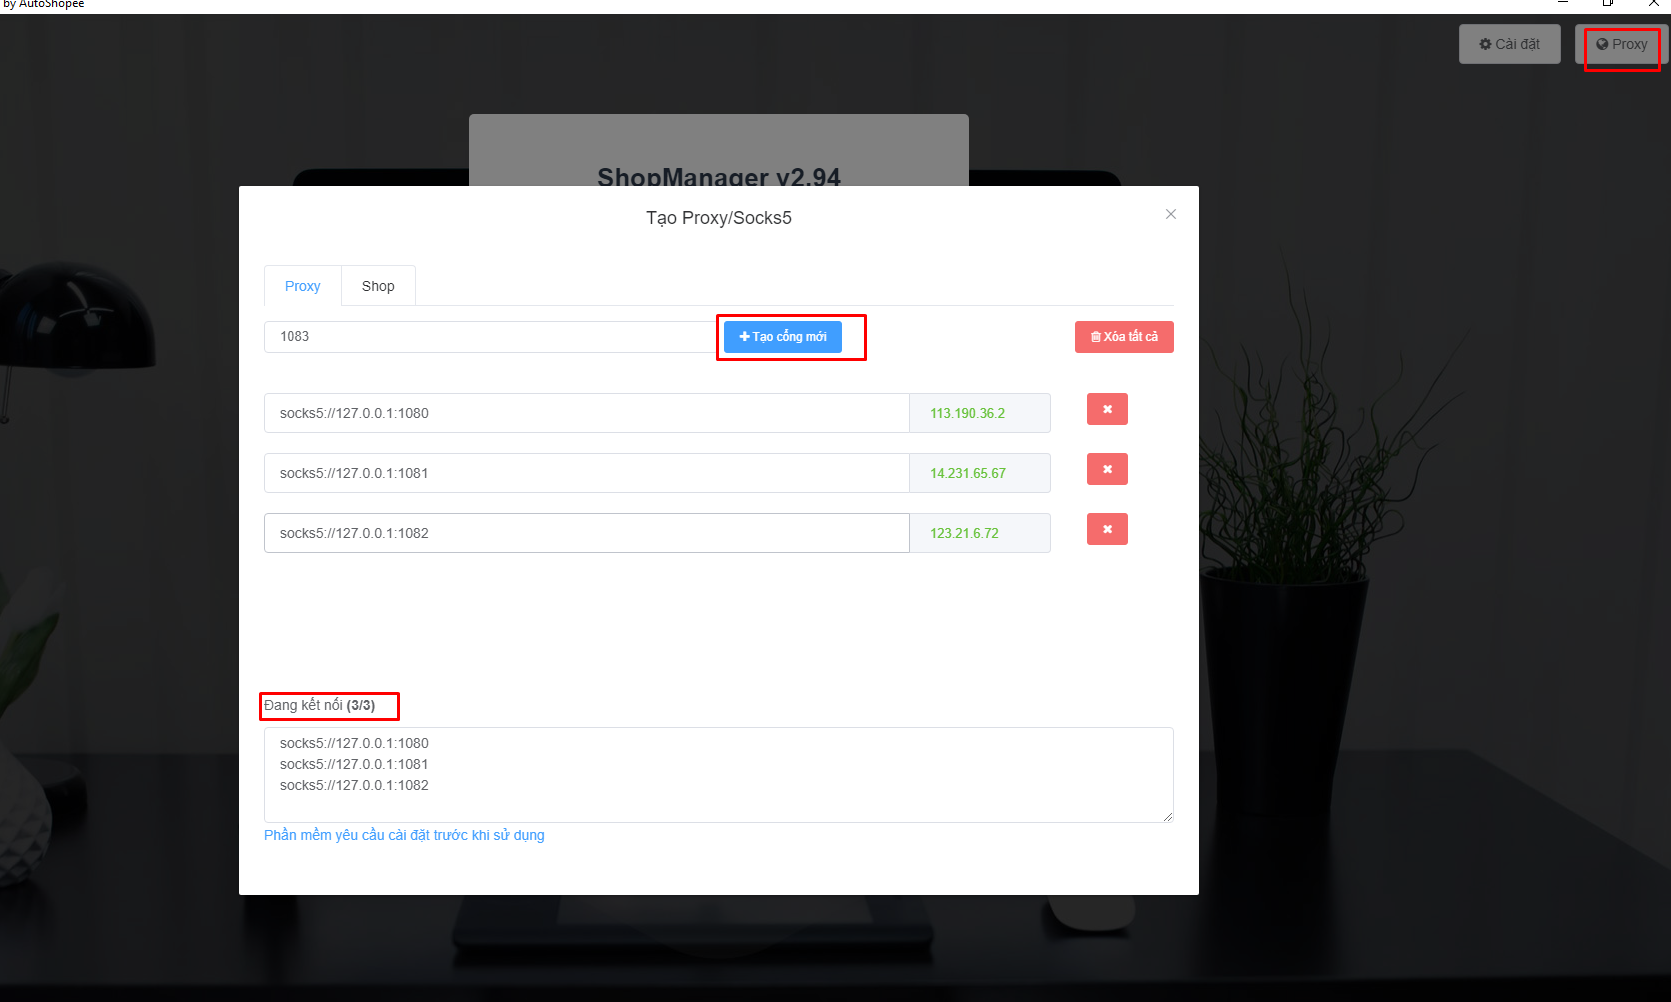 by AutoShopee
Cài đặt
Proxy
ShopManager v2.94
Tạo Proxy/Socks5
Proxy
Shop
1083
Tạo cổng mới
Xóa tất cả
socks5://127.0.0.1:1080
113.190.36.2
socks5://127.0.0.1:1081
14.231.65.67
socks5://127.0.0.1:1082
123.21.6.72
Đang kết nối (3/3)
socks5://127.0.0.1:1080
socks5://127.0.0.1:1081
socks5://127.0.0.1:1082
Phần mềm yêu cầu cài đặt trước khi sử dụng